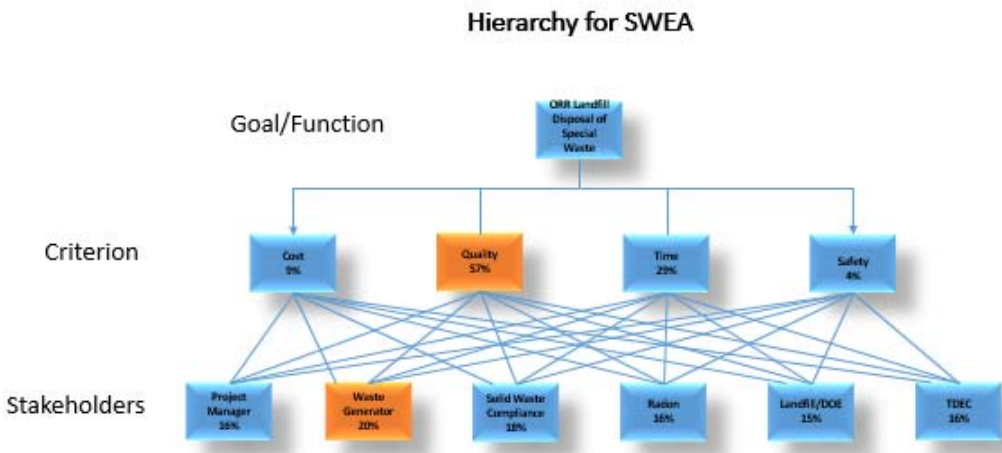 Hierarchy for SWEA
Goal/Function
ORR Landfill
Disposal of
Special
Waste
Criterion
Cost
9%
Quality
57%
Time
29%
Safety
4%
Stakeholders
Project
Manager
16%
Waste
Generator
20%
Solid Waste
Compliance
18%
Radon
16%
Landfill/DOE
15%
TDEC
16%